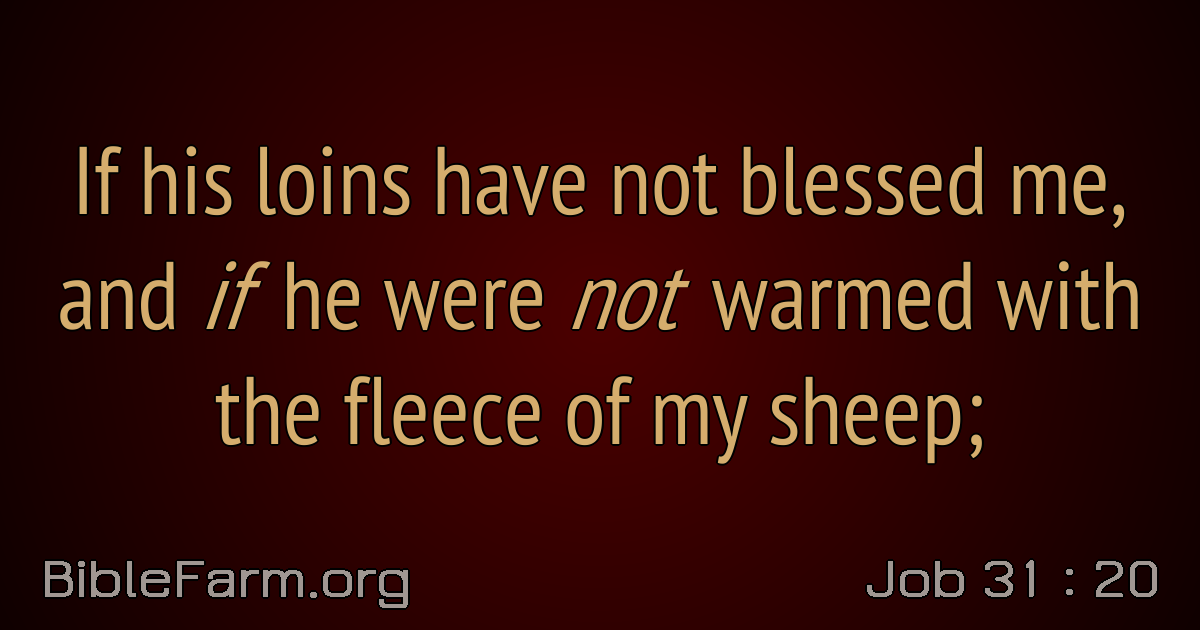 If his loins have not blessed me,
and if he were not warmed with
the fleece of my sheep;
BibleFarm.org
Job 31 : 20